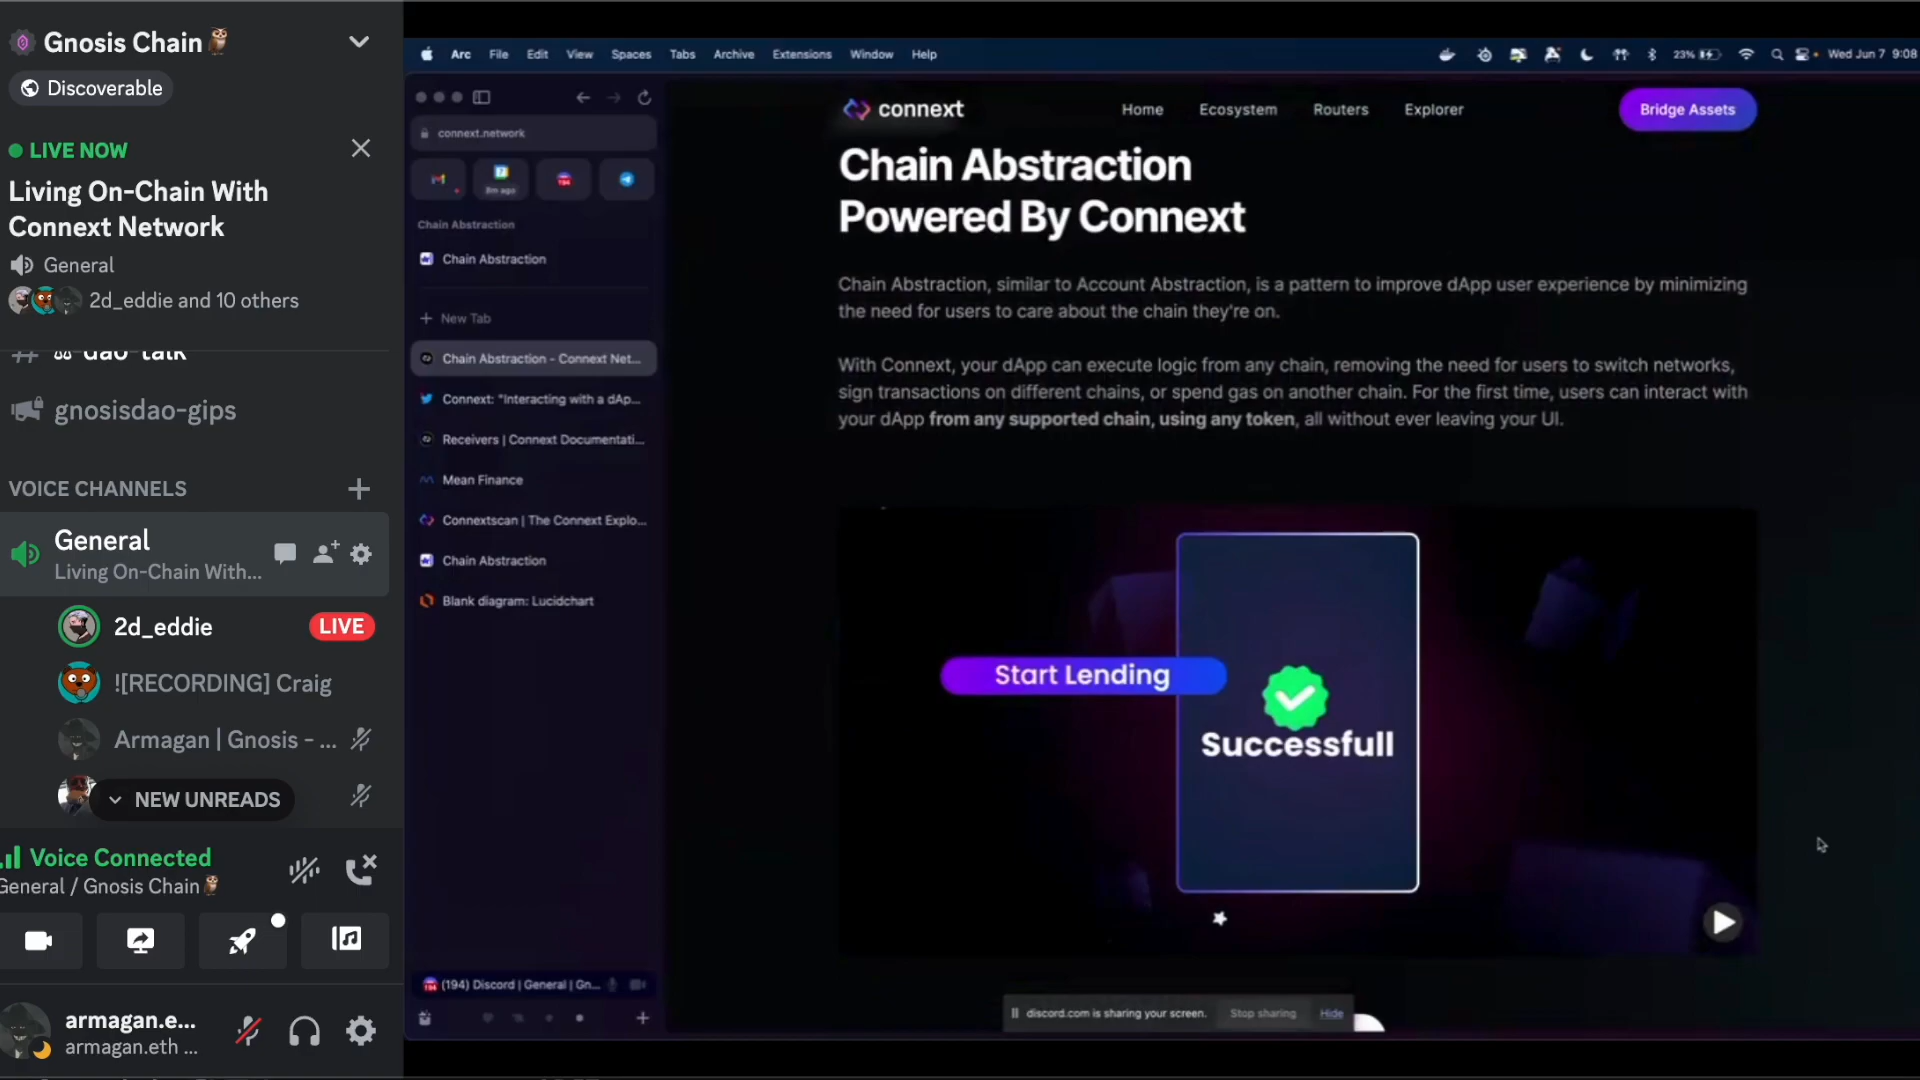 Gnosis Chain
Discoverable
LIVE NOW
Living On-Chain With
Connext Network
General
2d_eddie and 10 others
dao-talk
gnosisdao-gips
VOICE CHANNELS
General
Living On-Chain With...
2d_eddie
LIVE
![RECORDING] Craig
Armagan | Gnosis - ...
NEW UNREADS
Voice Connected
General / Gnosis Chain
armagan.e...
armagan.eth ...
Arc File Edit View Spaces Tabs Archive Extensions Window Help
23%
Wed Jun 7 9:08
connext.network
8m ago
194
Chain Abstraction
Chain Abstraction
New Tab
Chain Abstraction - Connext Net...
Connext: "Interacting with a dAp...
Receivers | Connext Documentati...
Mean Finance
Connextscan | The Connext Explo...
Chain Abstraction
Blank diagram: Lucidchart
(194) Discord | General | Gn...
connext
Home Ecosystem Routers Explorer
Bridge Assets
Chain Abstraction
Powered By Connext
Chain Abstraction, similar to Account Abstraction, is a pattern to improve dApp user experience by minimizing
the need for users to care about the chain they're on.
With Connext, your dApp can execute logic from any chain, removing the need for users to switch networks,
sign transactions on different chains, or spend gas on another chain. For the first time, users can interact with
your dApp from any supported chain, using any token, all without ever leaving your UI.
Start Lending
Successfull
discord.com is sharing your screen.
Stop sharing
Hide